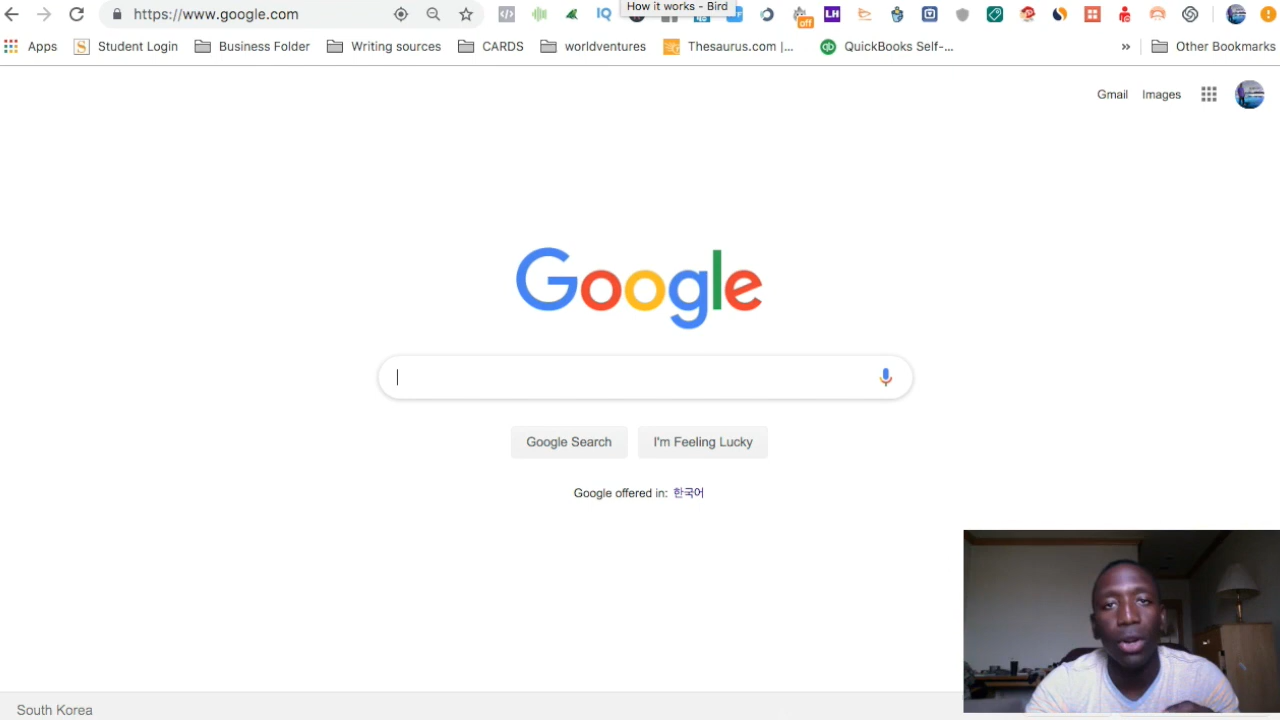 How it works - Bird
https://www.google.com
IQ
off
LH
Apps
S
Student Login
Business Folder
Writing sources
CARDS
worldventures
Thesaurus.com |...
qb
QuickBooks Self-...
»
Other Bookmarks
Gmail
Images
Google
Google Search
I'm Feeling Lucky
Google offered in: 한국어
South Korea